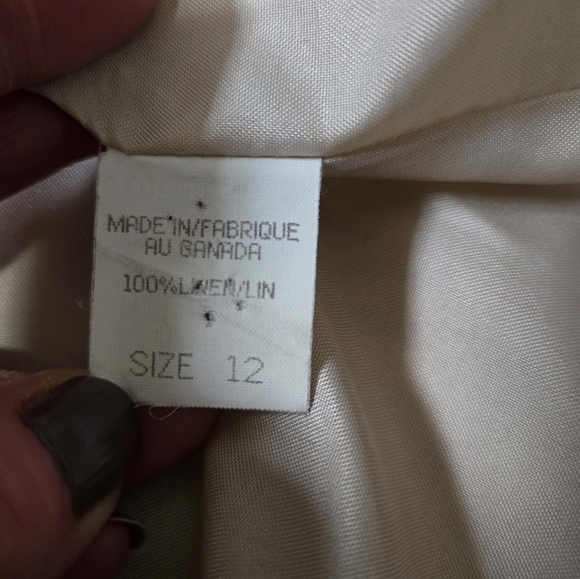 MADE IN/FABRIQUE
AU CANADA
100%LINEN/LIN
SIZE 12